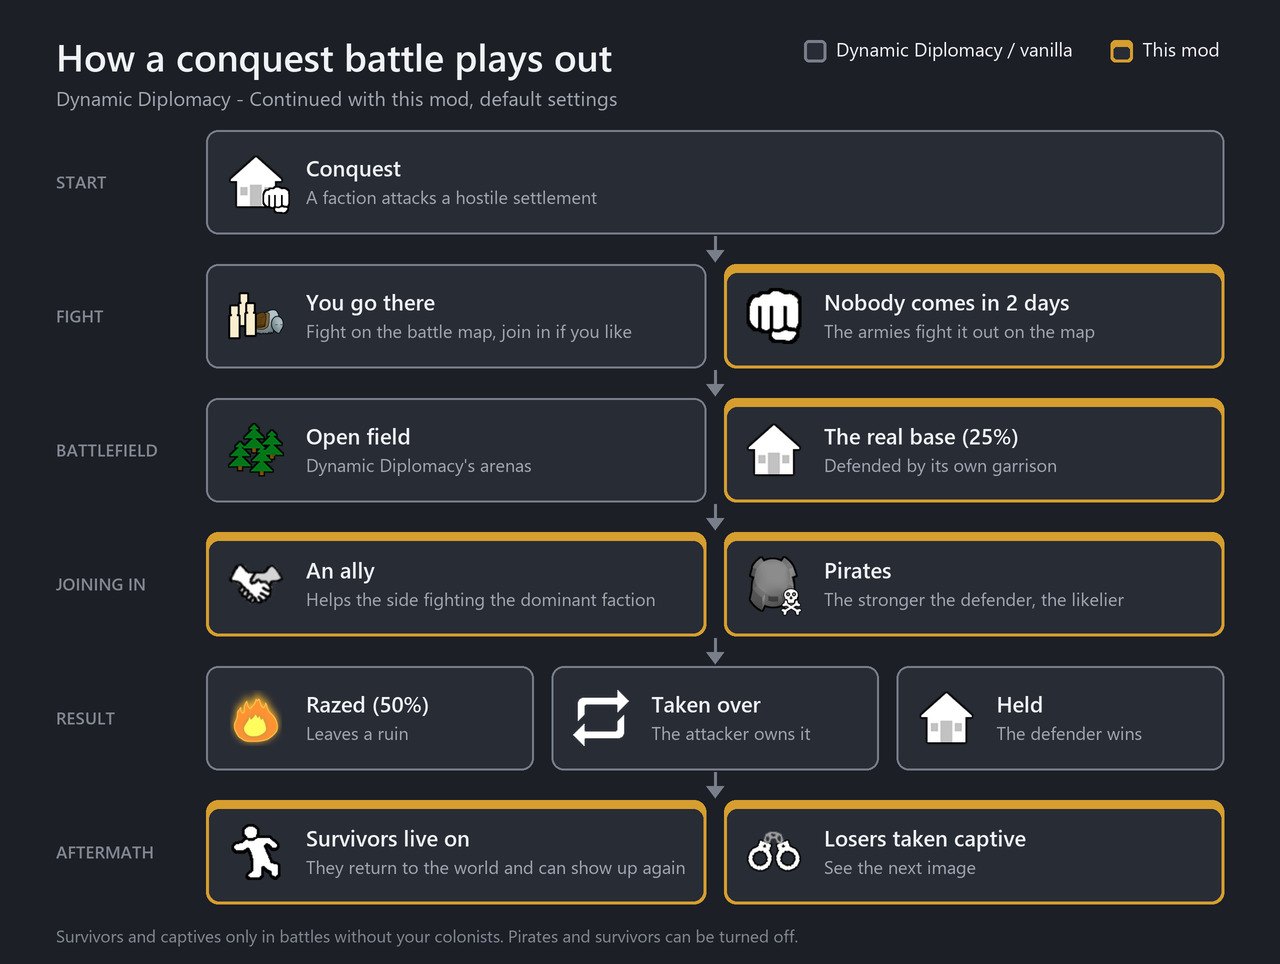 How a conquest battle plays out
Dynamic Diplomacy - Continued with this mod, default settings
Dynamic Diplomacy / vanilla
This mod
START
Conquest
A faction attacks a hostile settlement
FIGHT
You go there
Fight on the battle map, join in if you like
Nobody comes in 2 days
The armies fight it out on the map
BATTLEFIELD
Open field
Dynamic Diplomacy's arenas
The real base (25%)
Defended by its own garrison
JOINING IN
An ally
Helps the side fighting the dominant faction
Pirates
The stronger the defender, the likelier
RESULT
Razed (50%)
Leaves a ruin
Taken over
The attacker owns it
Held
The defender wins
AFTERMATH
Survivors live on
They return to the world and can show up again
Losers taken captive
See the next image
Survivors and captives only in battles without your colonists. Pirates and survivors can be turned off.